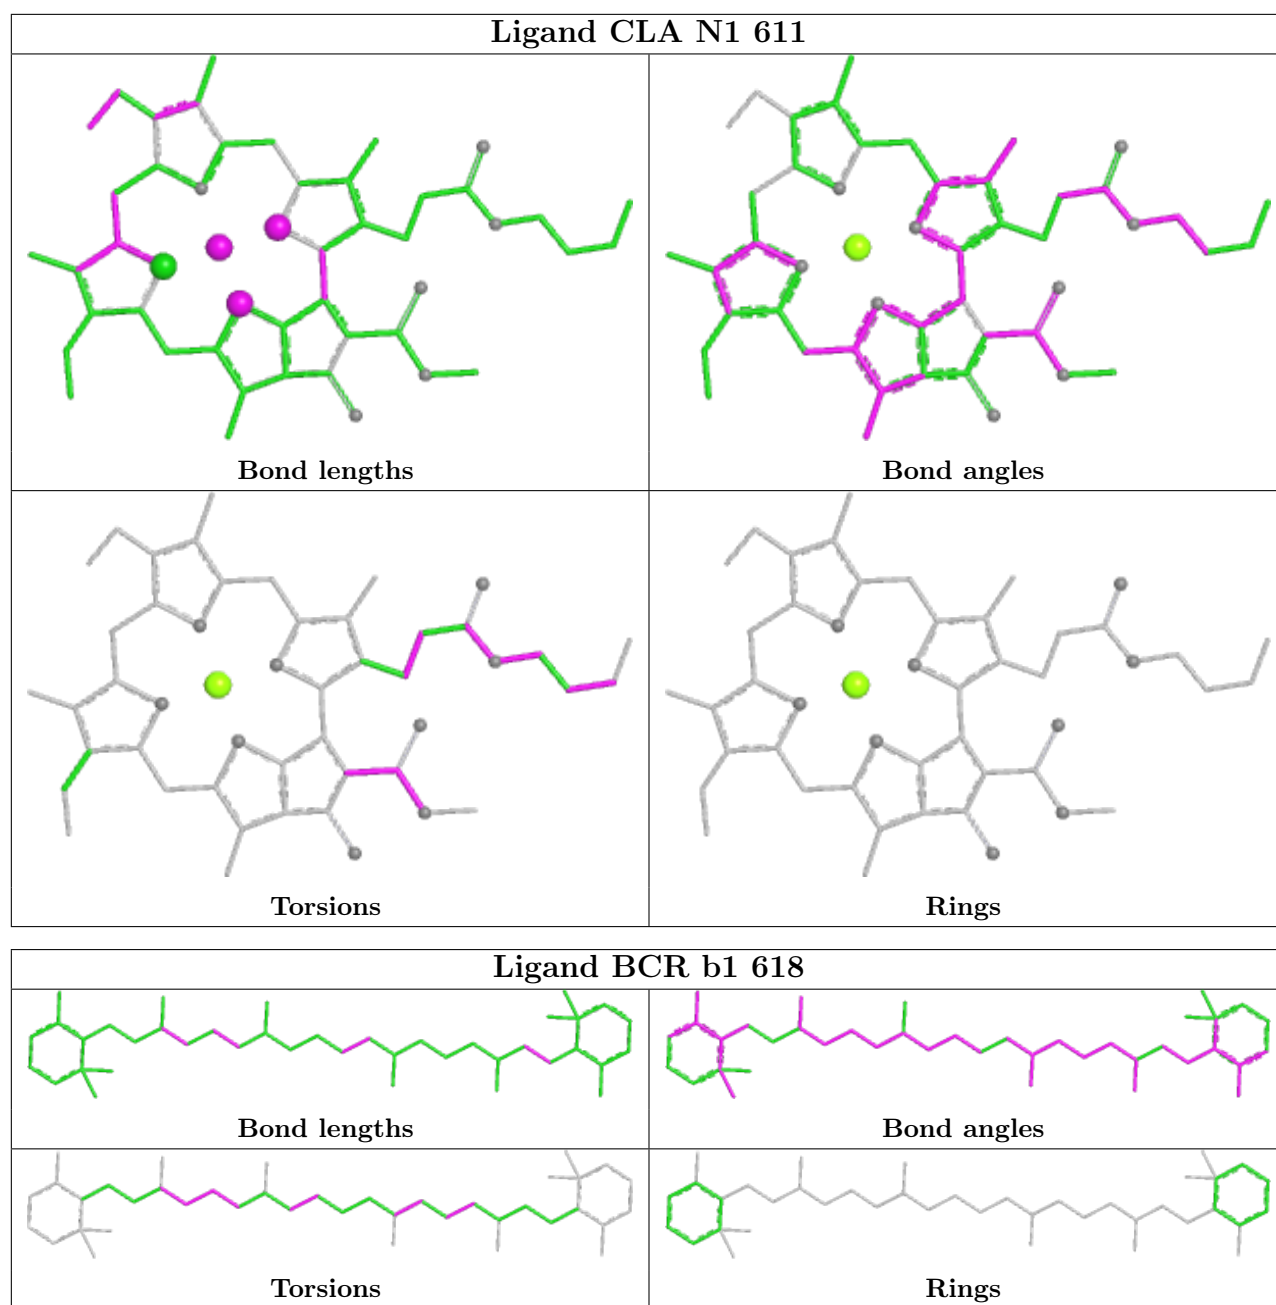 Ligand CLA N1 611
Bond lengths
Bond angles
Torsions
Rings
Ligand BCR b1 618
Bond lengths
Bond angles
Torsions
Rings